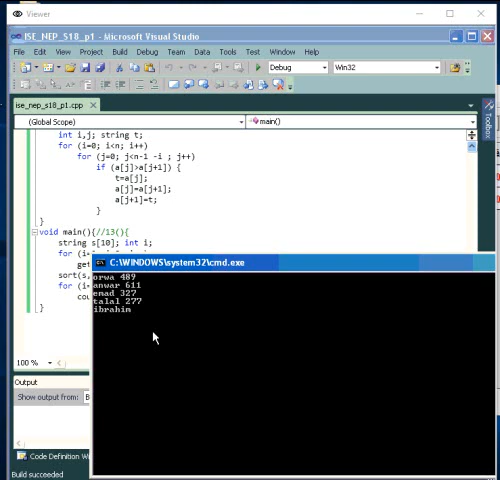 Viewer
ISE_NEP_S18_p1 - Microsoft Visual Studio
File Edit View Project Build Debug Team Data Tools Test Window Help
Debug Win32
ise_nep_s18_p1.cpp
(Global Scope) main()
Toolbox
int i,j; string t;
for (i=0; i<n; i++)
for (j=0; j<n-1 -i ; j++)
if (a[j]>a[j+1]) {
t=a[j];
a[j]=a[j+1];
a[j+1]=t;
}
}
void main(){//13(){
string s[10]; int i;
for (i=
get
sort(s,
for (i=
cou
}
C:\WINDOWS\system32\cmd.exe
orwa 489
anwar 611
emad 327
talal 277
ibrahim
100 %
Output
Show output from: B
Code Definition Wi
Build succeeded